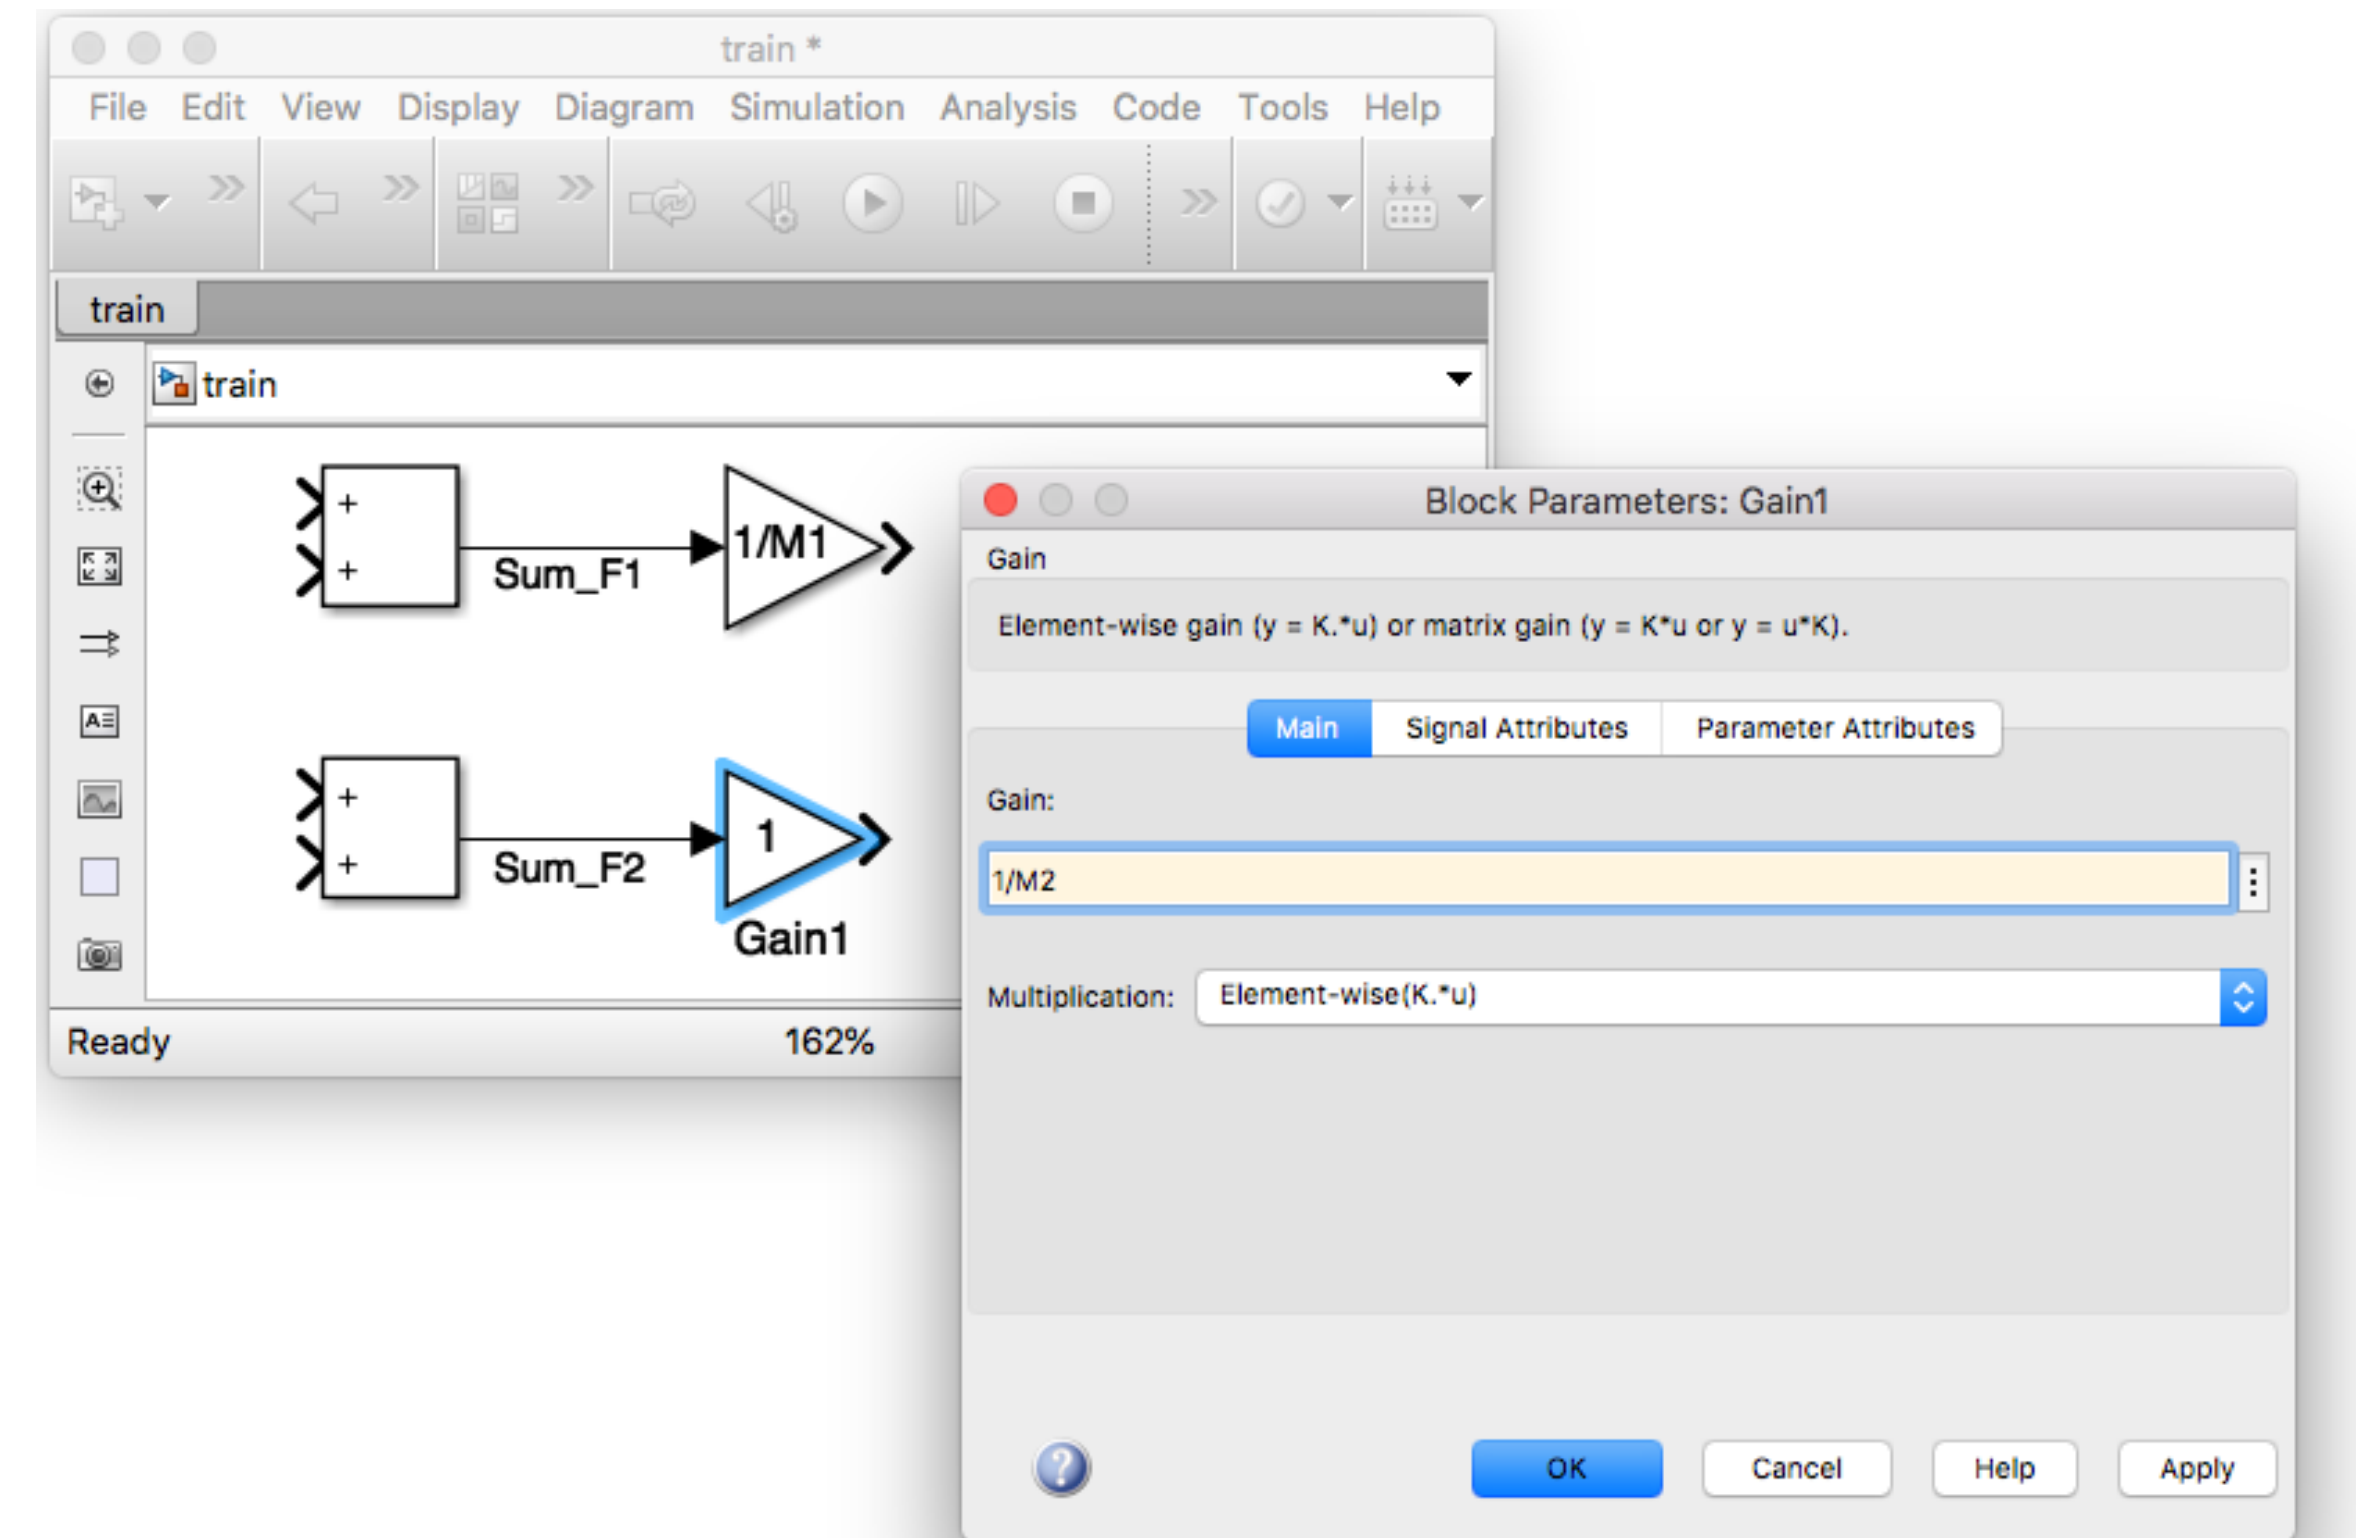 train *
File Edit View Display Diagram Simulation Analysis Code Tools Help
train
train
+
+
Sum_F1
1/M1
+
+
Sum_F2
1
Gain1
Ready 162%
Block Parameters: Gain1
Gain
Element-wise gain (y = K.*u) or matrix gain (y = K*u or y = u*K).
Main Signal Attributes Parameter Attributes
Gain:
1/M2
Multiplication: Element-wise(K.*u)
OK Cancel Help Apply